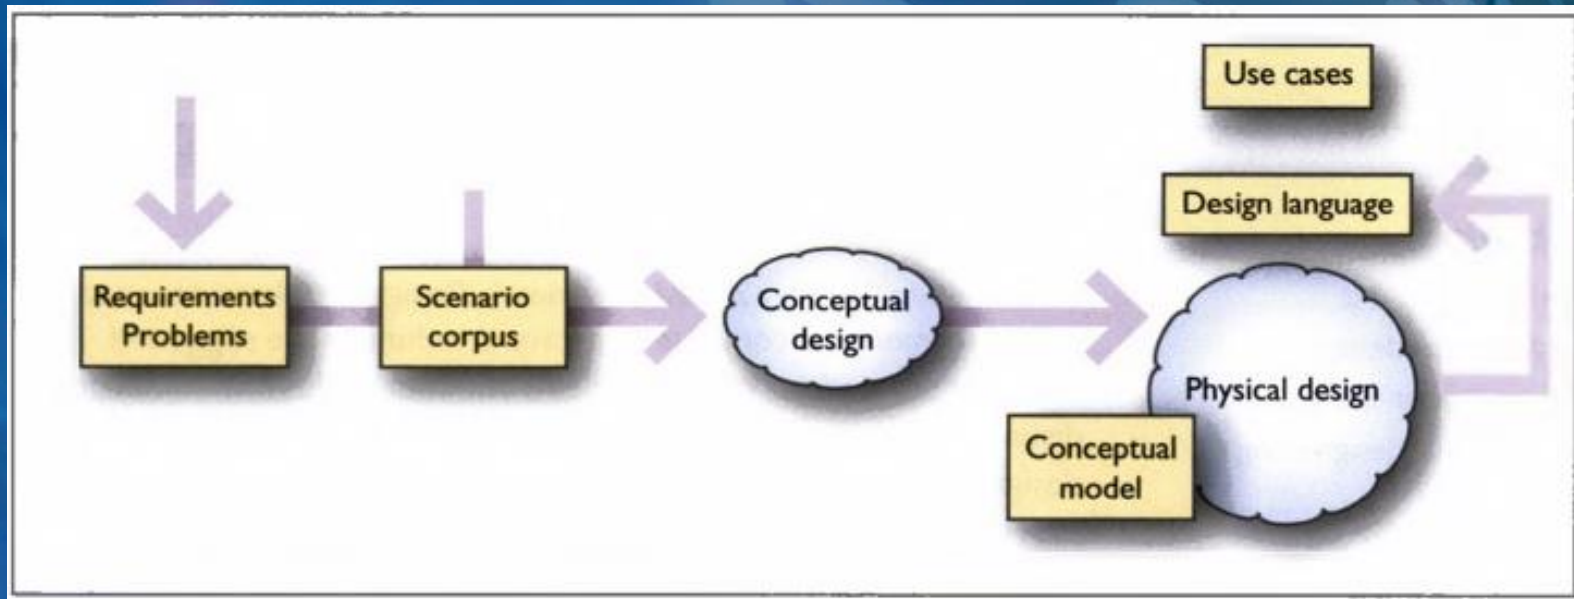 Use cases
Design language
Requirements
Problems
Scenario
corpus
Conceptual
design
Physical design
Conceptual
model